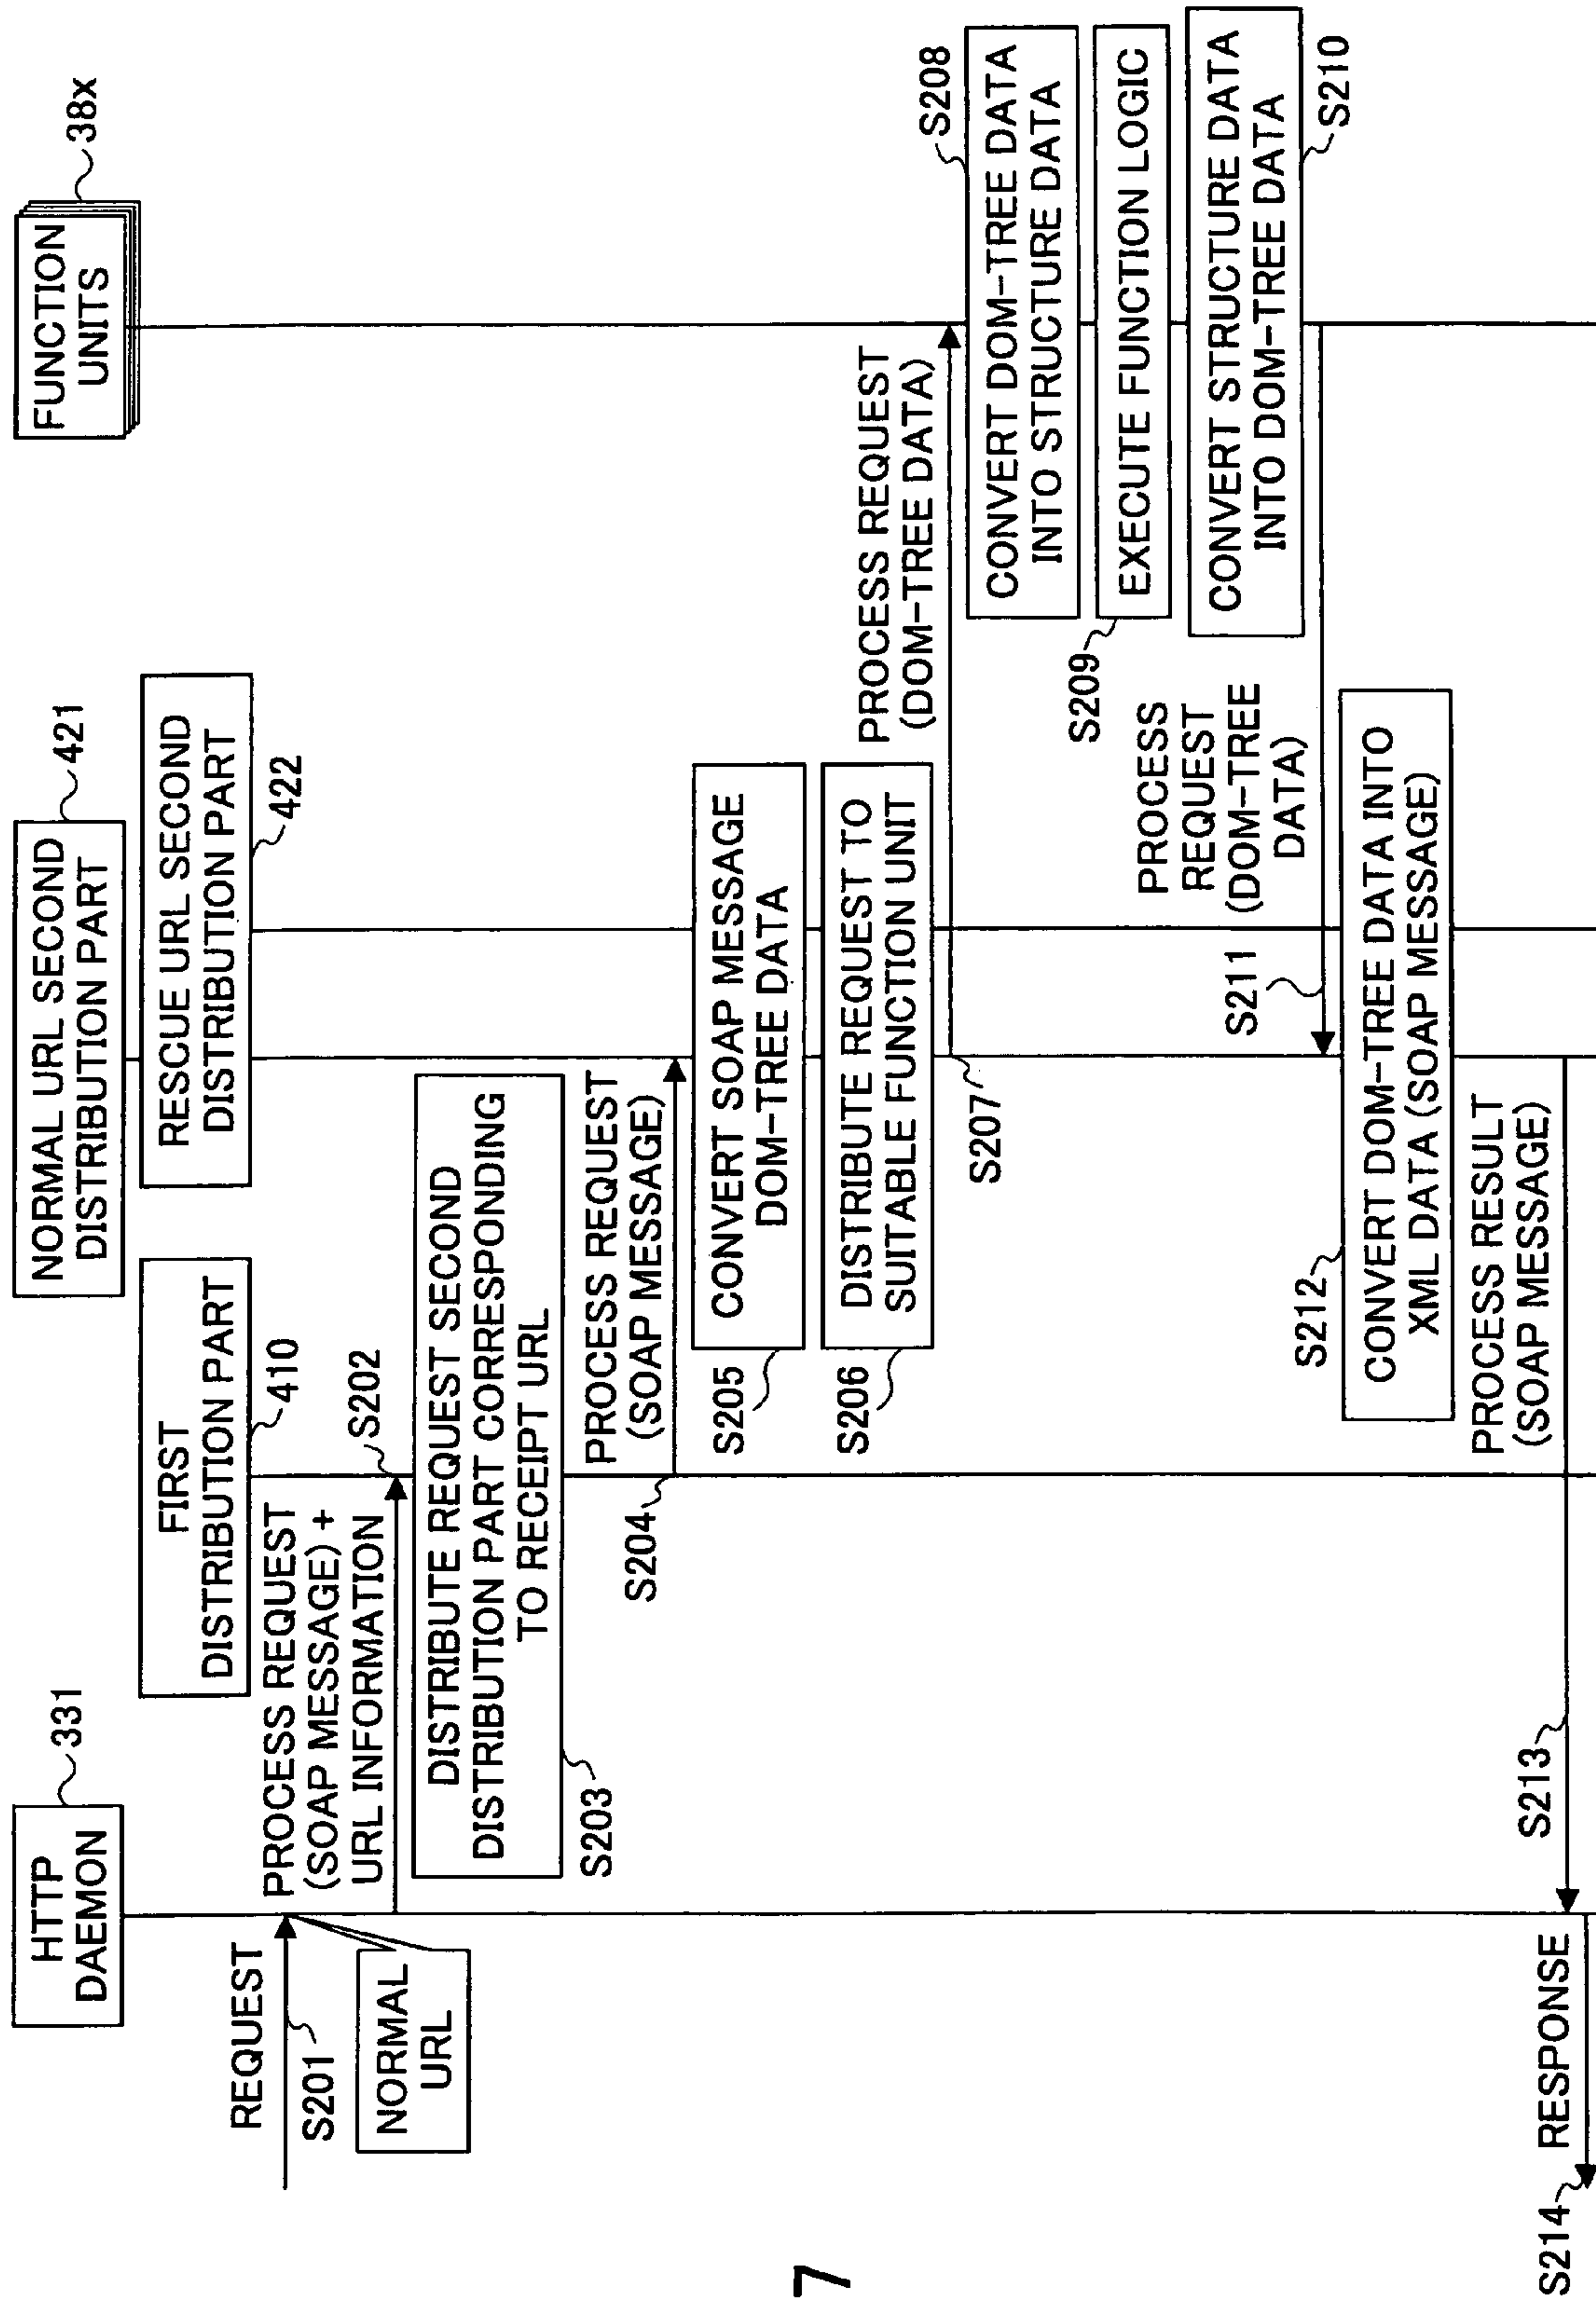 HTTP
DAEMON
331
FIRST
DISTRIBUTION PART
410
NORMAL URL SECOND
DISTRIBUTION PART
421
RESCUE URL SECOND
DISTRIBUTION PART
422
FUNCTION
UNITS
38x
REQUEST
S201
NORMAL
URL
PROCESS REQUEST
(SOAP MESSAGE) +
URL INFORMATION
S202
DISTRIBUTE REQUEST SECOND
DISTRIBUTION PART CORRESPONDING
TO RECEIPT URL
S203
PROCESS REQUEST
(SOAP MESSAGE)
S204
CONVERT SOAP MESSAGE
DOM-TREE DATA
S205
DISTRIBUTE REQUEST TO
SUITABLE FUNCTION UNIT
S206
PROCESS REQUEST
(DOM-TREE DATA)
S207
CONVERT DOM-TREE DATA
INTO STRUCTURE DATA
S208
EXECUTE FUNCTION LOGIC
S209
CONVERT STRUCTURE DATA
INTO DOM-TREE DATA
S210
PROCESS
REQUEST
(DOM-TREE
DATA)
S211
CONVERT DOM-TREE DATA INTO
XML DATA (SOAP MESSAGE)
S212
PROCESS RESULT
(SOAP MESSAGE)
S213
RESPONSE
S214
7